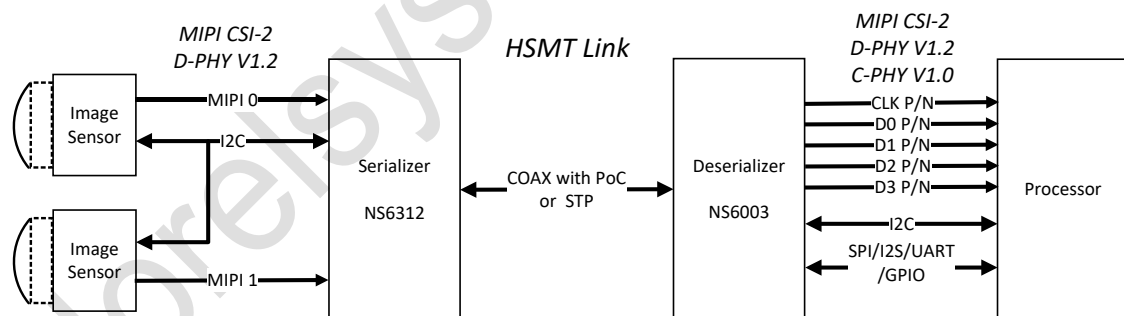 MIPI CSI-2
D-PHY V1.2
HSMT Link
MIPI CSI-2
D-PHY V1.2
C-PHY V1.0
Image
Sensor
MIPI 0
I2C
Image
Sensor
MIPI 1
Serializer
NS6312
COAX with PoC
or STP
Deserializer
NS6003
CLK P/N
D0 P/N
D1 P/N
D2 P/N
D3 P/N
I2C
SPI/I2S/UART
/GPIO
Processor
orelsys